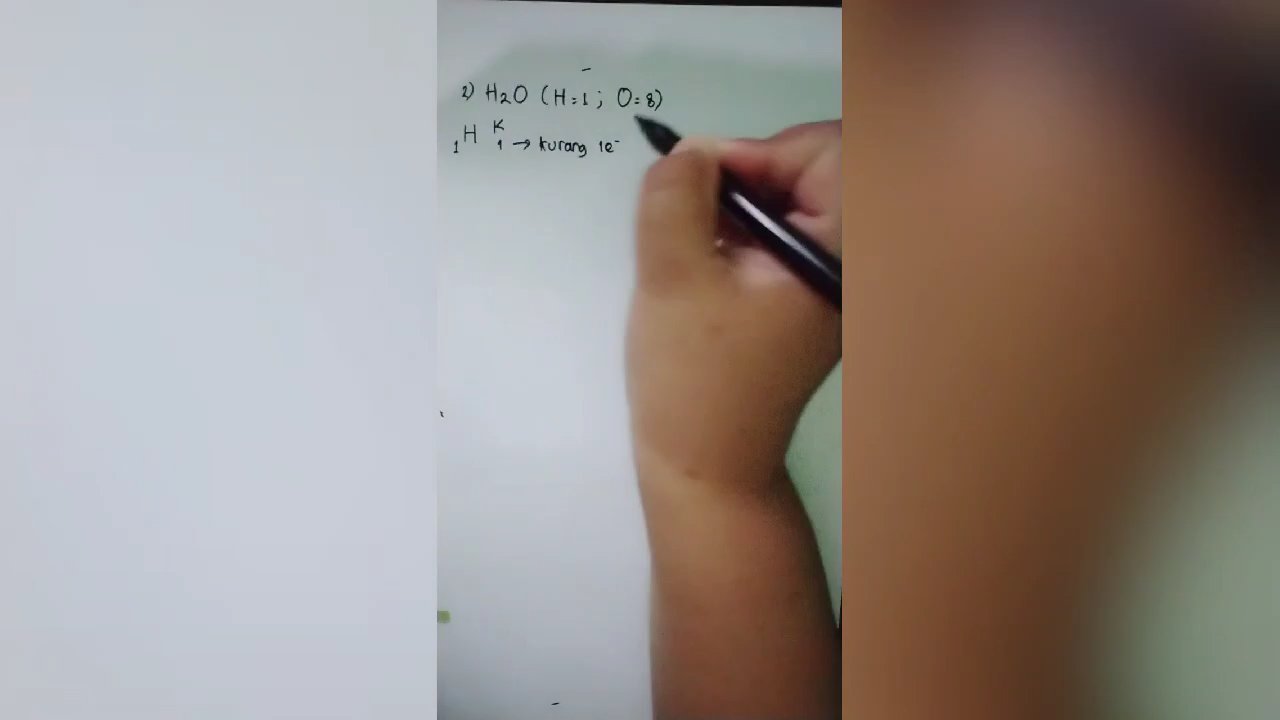 2) H₂O (H=1; O=8)
K
₁H 1 → kurang 1e⁻